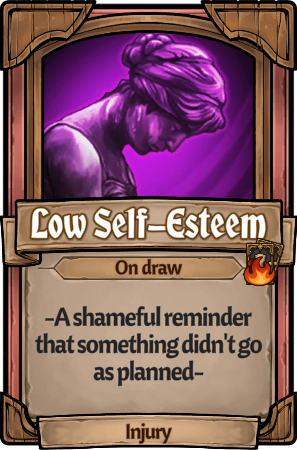 Low Self-Esteem
On draw
-A shameful reminder
that something didn't go
as planned-
Injury